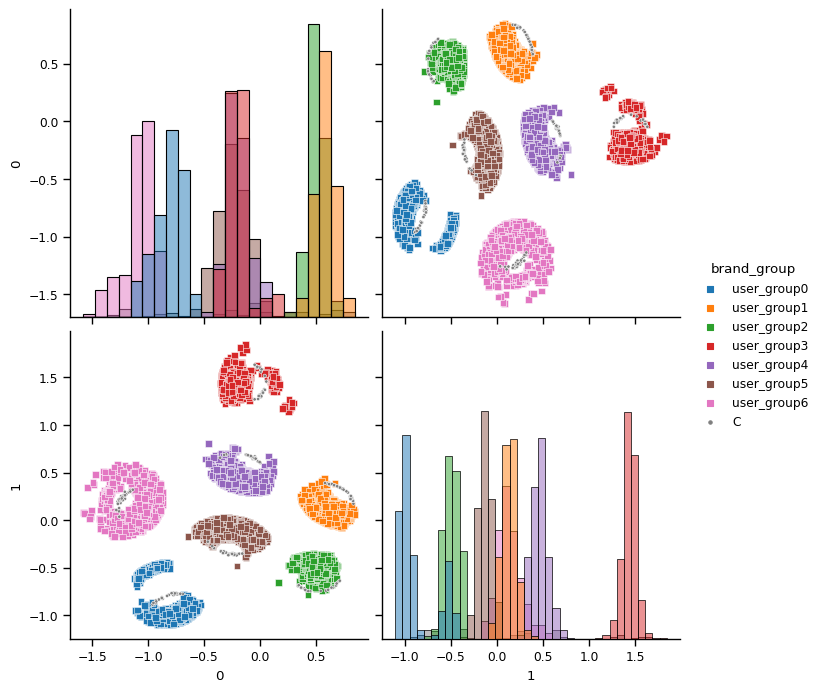 0.5
0.0
−0.5
−1.0
−1.5
0
brand_group
user_group0
user_group1
user_group2
user_group3
user_group4
user_group5
user_group6
C
1.5
1.0
0.5
0.0
−0.5
−1.0
1
−1.5 −1.0 −0.5 0.0 0.5
0
−1.0 −0.5 0.0 0.5 1.0 1.5
1